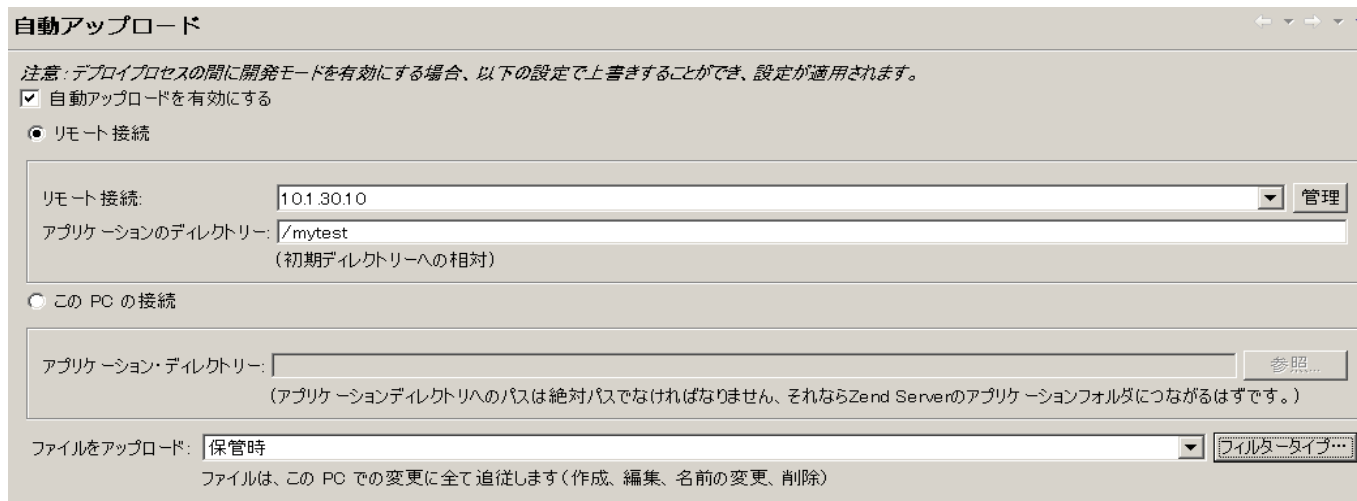 自動アップロード
注意:デプロイプロセスの間に開発モードを有効にする場合、以下の設定で上書きすることができ、設定が適用されます。
自動アップロードを有効にする
リモート接続
リモート接続: 10.1.30.10 管理
アプリケーションのディレクトリー: /mytest
(初期ディレクトリーへの相対)
この PC の接続
アプリケーション・ディレクトリー: 参照...
(アプリケーションディレクトリへのパスは絶対パスでなければなりません、それならZend Serverのアプリケーションフォルダにつながるはずです。)
ファイルをアップロード: 保管時 フィルタータイプ…
ファイルは、この PC での変更に全て追従します(作成、編集、名前の変更、削除)